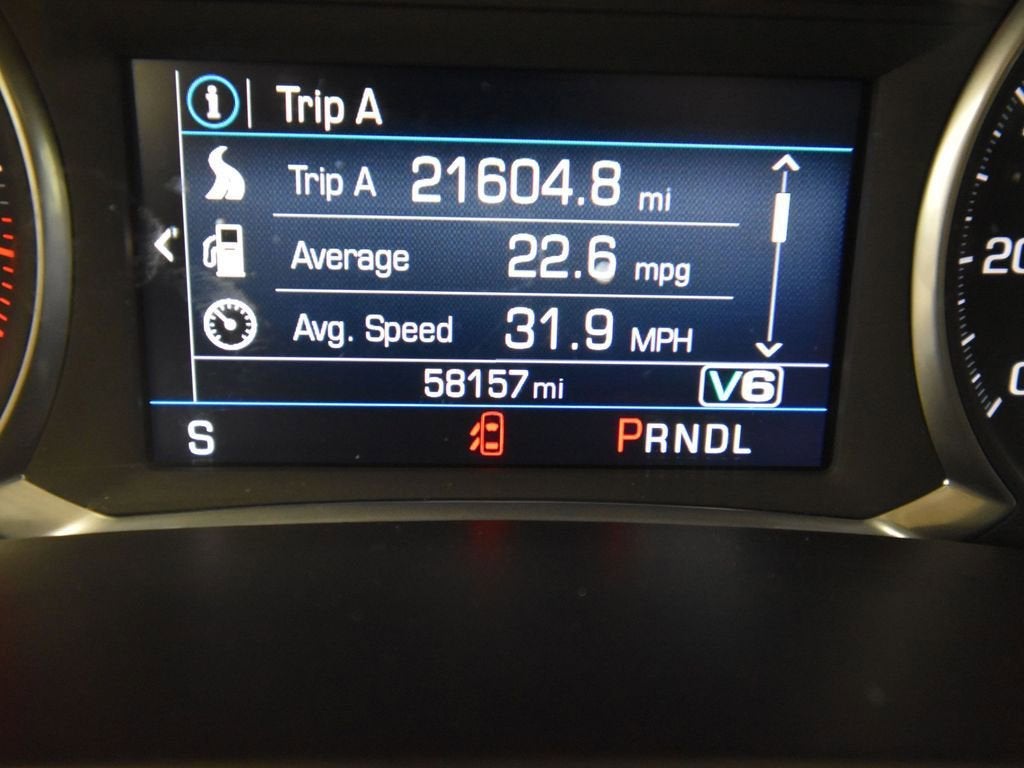 i Trip A
Trip A 21604.8 mi
Average 22.6 mpg
Avg. Speed 31.9 MPH
58157 mi V6
S PRNDL